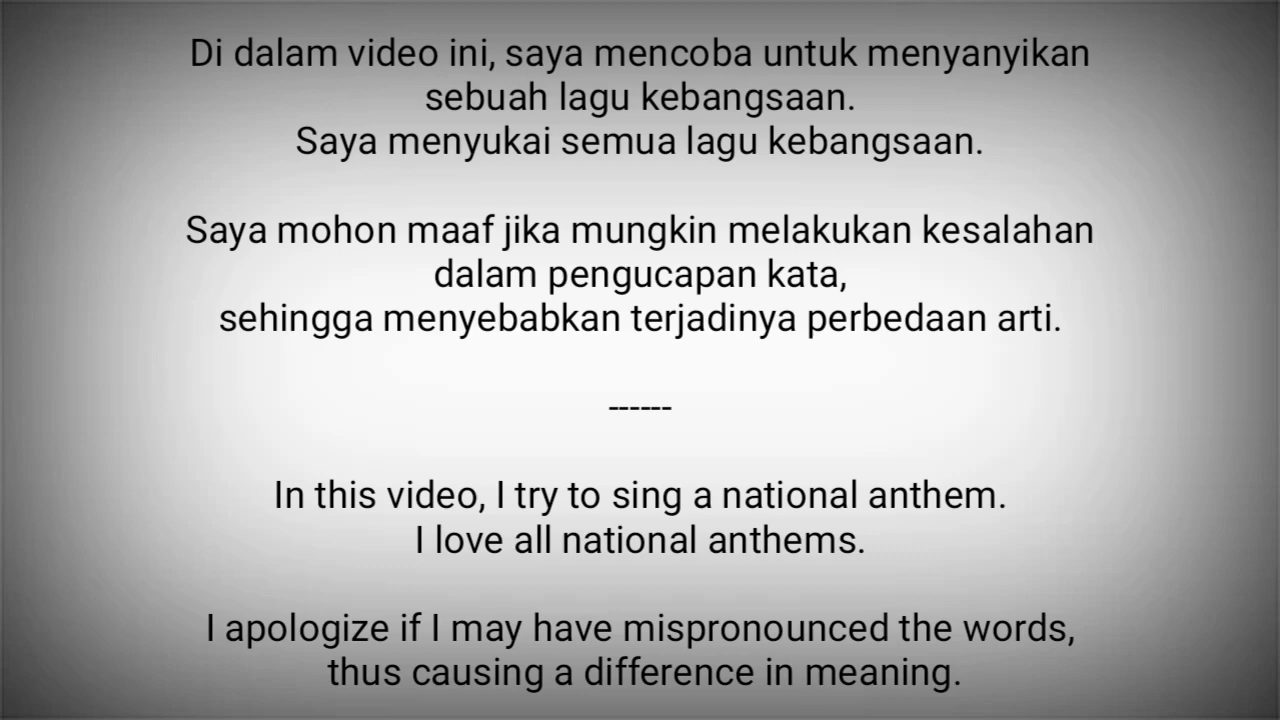 Di dalam video ini, saya mencoba untuk menyanyikan
sebuah lagu kebangsaan.
Saya menyukai semua lagu kebangsaan.
Saya mohon maaf jika mungkin melakukan kesalahan
dalam pengucapan kata,
sehingga menyebabkan terjadinya perbedaan arti.
------
In this video, I try to sing a national anthem.
I love all national anthems.
I apologize if I may have mispronounced the words,
thus causing a difference in meaning.